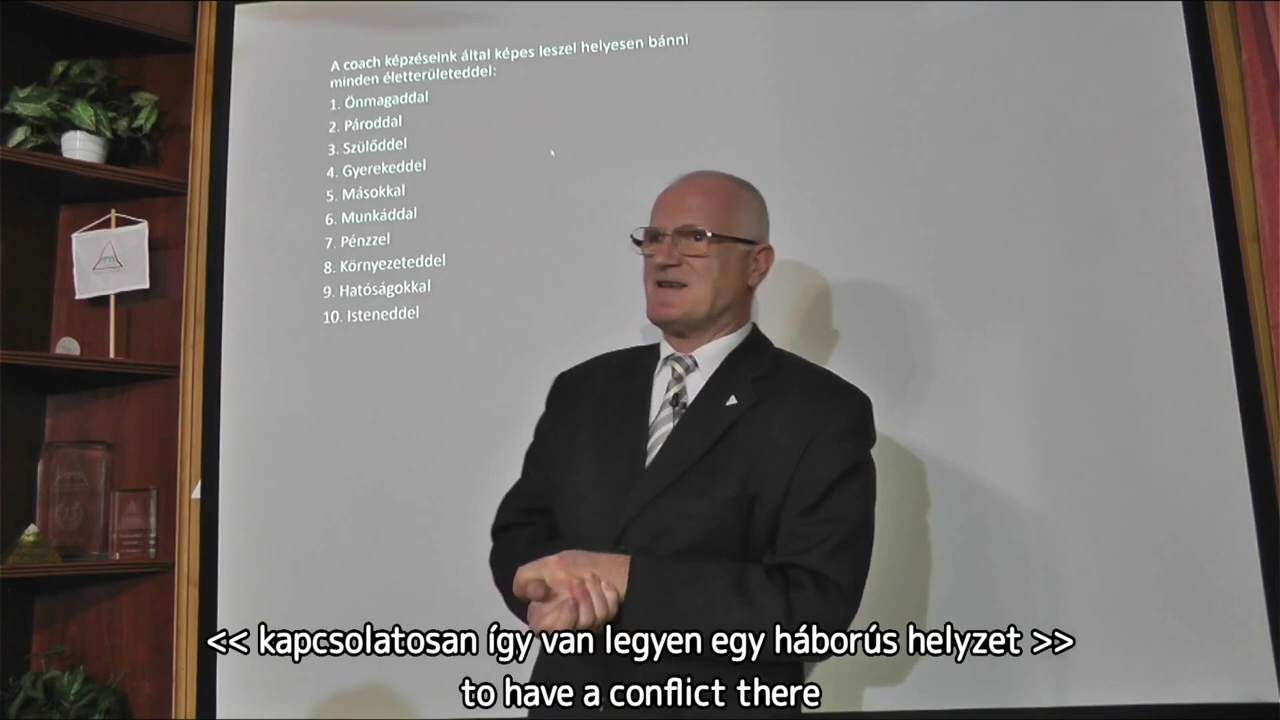 A coach képzéseink által képes leszel helyesen bánni
minden életterületeddel:
1. Önmagaddal
2. Pároddal
3. Szülőddel
4. Gyerekeddel
5. Másokkal
6. Munkáddal
7. Pénzzel
8. Környezeteddel
9. Hatóságokkal
10. Isteneddel
<< kapcsolatosan így van legyen egy háborús helyzet >>
to have a conflict there